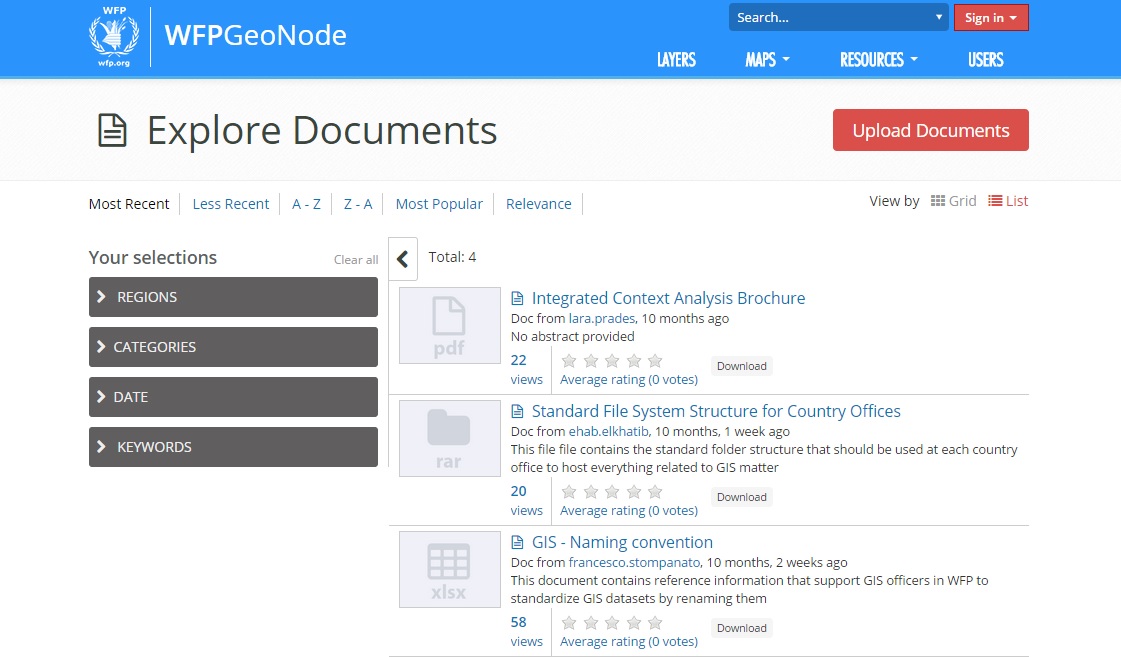 WFP
wfp.org
WFPGeoNode
Search...
Sign in
LAYERS
MAPS
RESOURCES
USERS
Explore Documents
Upload Documents
Most Recent
Less Recent
A - Z
Z - A
Most Popular
Relevance
View by
Grid
List
Your selections
Clear all
REGIONS
CATEGORIES
DATE
KEYWORDS
Total: 4
pdf
Integrated Context Analysis Brochure
Doc from lara.prades, 10 months ago
No abstract provided
22
views
Average rating (0 votes)
Download
rar
Standard File System Structure for Country Offices
Doc from ehab.elkhatib, 10 months, 1 week ago
This file file contains the standard folder structure that should be used at each country
office to host everything related to GIS matter
20
views
Average rating (0 votes)
Download
xlsx
GIS - Naming convention
Doc from francesco.stompanato, 10 months, 2 weeks ago
This document contains reference information that support GIS officers in WFP to
standardize GIS datasets by renaming them
58
views
Average rating (0 votes)
Download